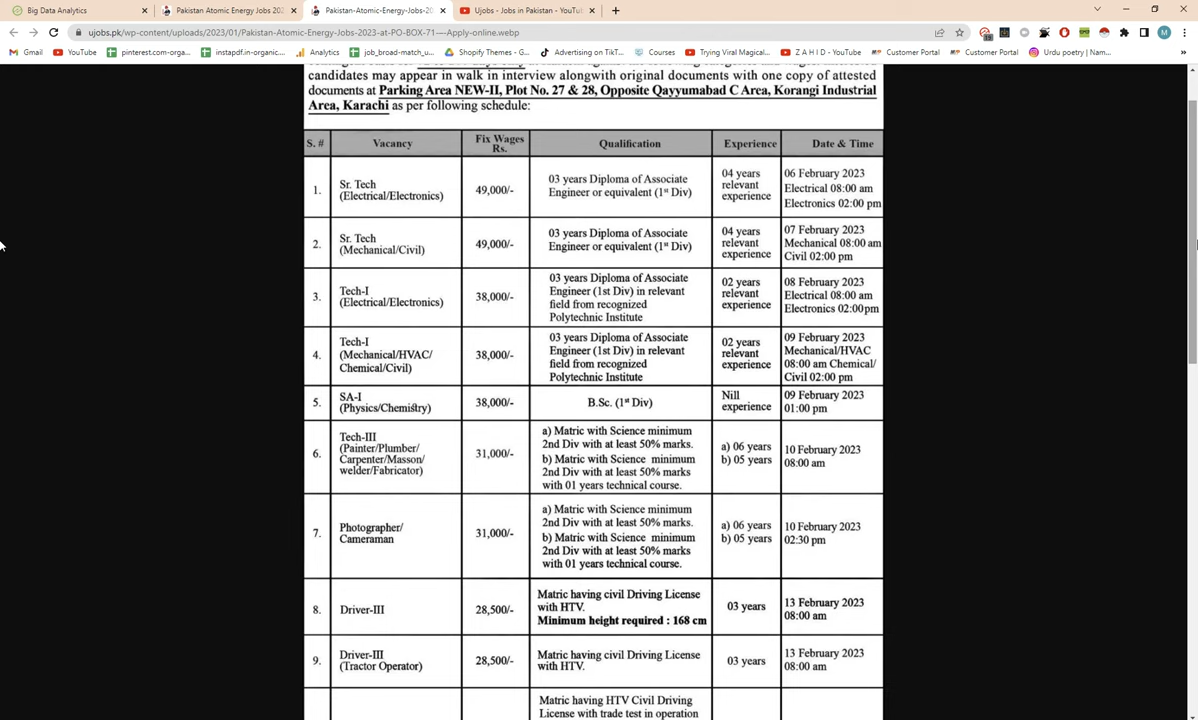 Big Data Analytics
Pakistan Atomic Energy Jobs 202
Pakistan-Atomic-Energy-Jobs-20
Ujobs - Jobs in Pakistan - YouTu
ujobs.pk/wp-content/uploads/2023/01/Pakistan-Atomic-Energy-Jobs-2023-at-PO-BOX-71-—Apply-online.webp
Gmail YouTube pinterest.com-orga... instapdf.in-organic... Analytics job_broad-match_u... Shopify Themes - G... Advertising on TikT... Courses Trying Viral Magical... Z A H I D - YouTube Customer Portal Customer Portal Urdu poetry | Nam...
candidates may appear in walk in interview alongwith original documents with one copy of attested
documents at Parking Area NEW-II, Plot No. 27 & 28, Opposite Qayyumabad C Area, Korangi Industrial
Area, Karachi as per following schedule:
S. # Vacancy Fix Wages Rs. Qualification Experience Date & Time
1.
Sr. Tech
(Electrical/Electronics)
49,000/-
03 years Diploma of Associate
Engineer or equivalent (1st Div)
04 years
relevant
experience
06 February 2023
Electrical 08:00 am
Electronics 02:00 pm
2.
Sr. Tech
(Mechanical/Civil)
49,000/-
03 years Diploma of Associate
Engineer or equivalent (1st Div)
04 years
relevant
experience
07 February 2023
Mechanical 08:00 am
Civil 02:00 pm
3.
Tech-I
(Electrical/Electronics)
38,000/-
03 years Diploma of Associate
Engineer (1st Div) in relevant
field from recognized
Polytechnic Institute
02 years
relevant
experience
08 February 2023
Electrical 08:00 am
Electronics 02:00pm
4.
Tech-I
(Mechanical/HVAC/
Chemical/Civil)
38,000/-
03 years Diploma of Associate
Engineer (1st Div) in relevant
field from recognized
Polytechnic Institute
02 years
relevant
experience
09 February 2023
Mechanical/HVAC
08:00 am Chemical/
Civil 02:00 pm
5.
SA-I
(Physics/Chemistry)
38,000/-
B.Sc. (1st Div)
Nill
experience
09 February 2023
01:00 pm
6.
Tech-III
(Painter/Plumber/
Carpenter/Masson/
welder/Fabricator)
31,000/-
a) Matric with Science minimum
2nd Div with at least 50% marks.
b) Matric with Science minimum
2nd Div with at least 50% marks
with 01 years technical course.
a) 06 years
b) 05 years
10 February 2023
08:00 am
7.
Photographer/
Cameraman
31,000/-
a) Matric with Science minimum
2nd Div with at least 50% marks.
b) Matric with Science minimum
2nd Div with at least 50% marks
with 01 years technical course.
a) 06 years
b) 05 years
10 February 2023
02:30 pm
8.
Driver-III
28,500/-
Matric having civil Driving License
with HTV.
Minimum height required : 168 cm
03 years
13 February 2023
08:00 am
9.
Driver-III
(Tractor Operator)
28,500/-
Matric having civil Driving License
with HTV.
03 years
13 February 2023
08:00 am
Matric having HTV Civil Driving
License with trade test in operation